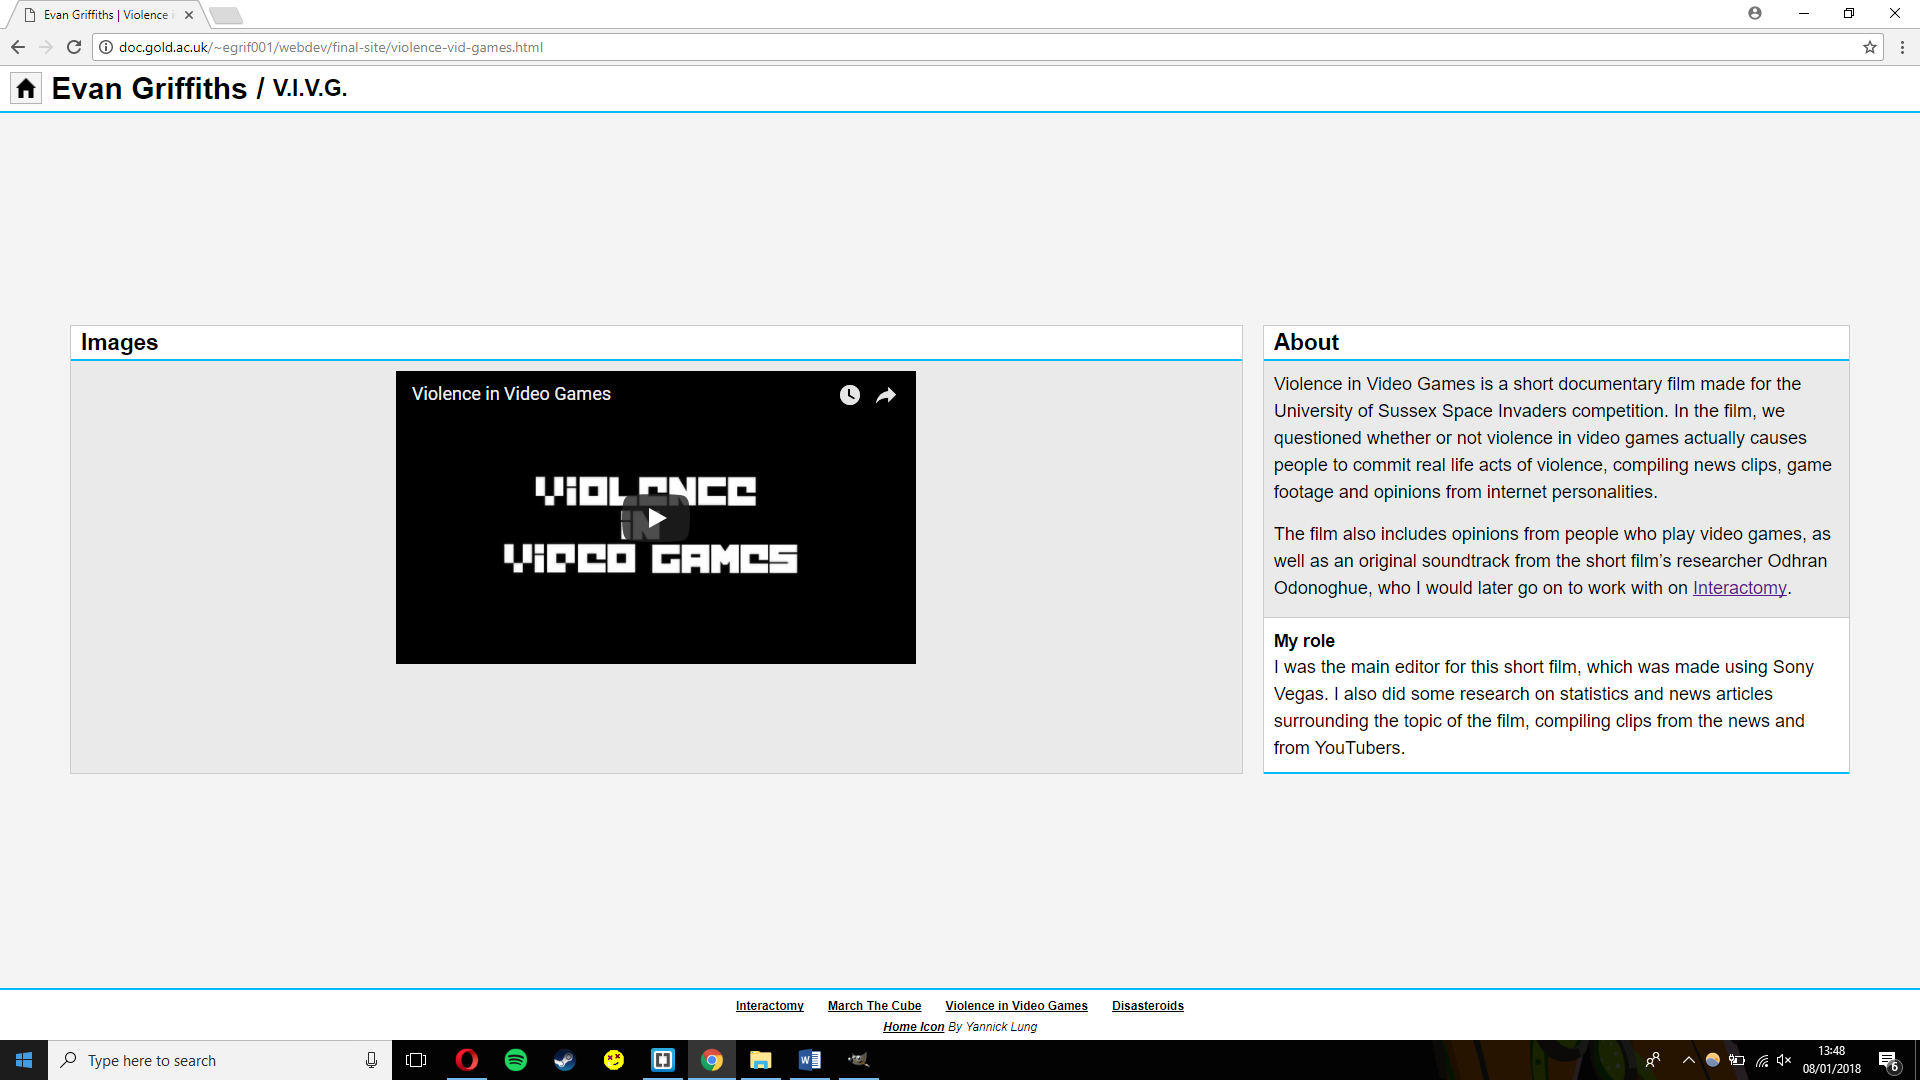 Evan Griffiths | Violence i
doc.gold.ac.uk/~egrif001/webdev/final-site/violence-vid-games.html
Evan Griffiths / V.I.V.G.
Images
Violence in Video Games
VIOLENCE
IN
VIDEO GAMES
About
Violence in Video Games is a short documentary film made for the
University of Sussex Space Invaders competition. In the film, we
questioned whether or not violence in video games actually causes
people to commit real life acts of violence, compiling news clips, game
footage and opinions from internet personalities.
The film also includes opinions from people who play video games, as
well as an original soundtrack from the short film’s researcher Odhran
Odonoghue, who I would later go on to work with on Interactomy.
My role
I was the main editor for this short film, which was made using Sony
Vegas. I also did some research on statistics and news articles
surrounding the topic of the film, compiling clips from the news and
from YouTubers.
Interactomy March The Cube Violence in Video Games Disasteroids
Home Icon By Yannick Lung
Type here to search
13:48
08/01/2018
6